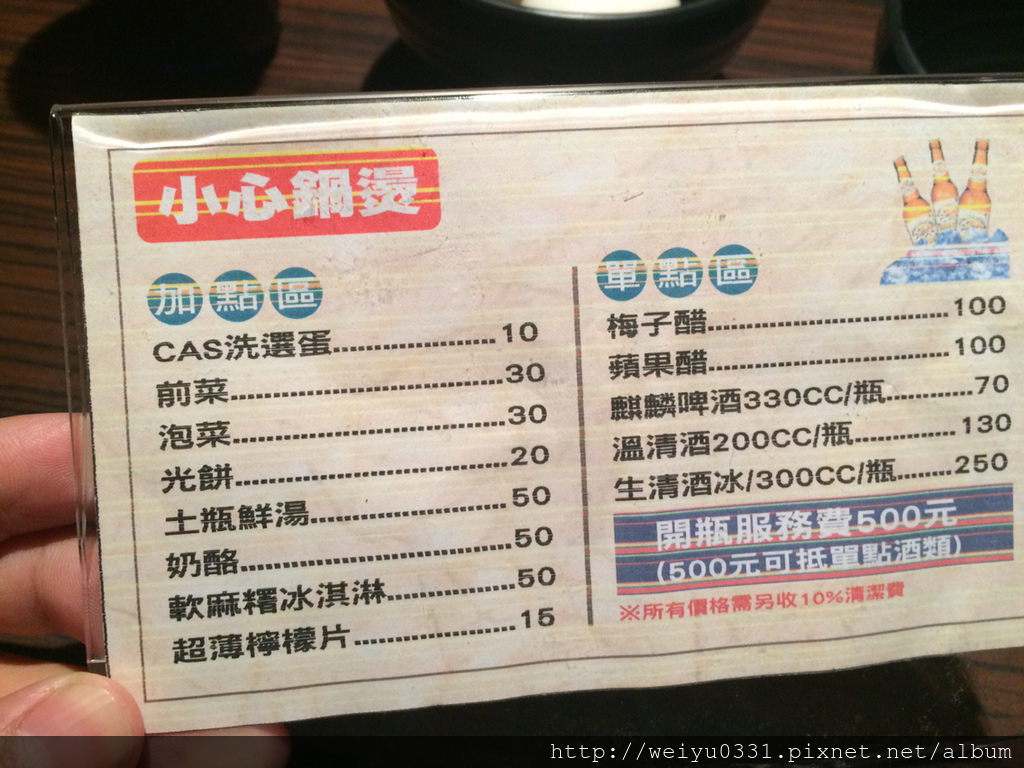 小心鍋燙
加點區
CAS洗選蛋................10
前菜..........................30
泡菜..........................30
光餅..........................20
土瓶鮮湯...................50
奶酪..........................50
軟麻糬冰淇淋............50
超薄檸檬片...............15
單點區
梅子醋.......................100
蘋果醋.......................100
麒麟啤酒330CC/瓶........70
溫清酒200CC/瓶............130
生清酒冰/300CC/瓶.......250
開瓶服務費500元
(500元可抵單點酒類)
※所有價格需另收10%清潔費
http://weiyu0331.pixnet.net/album